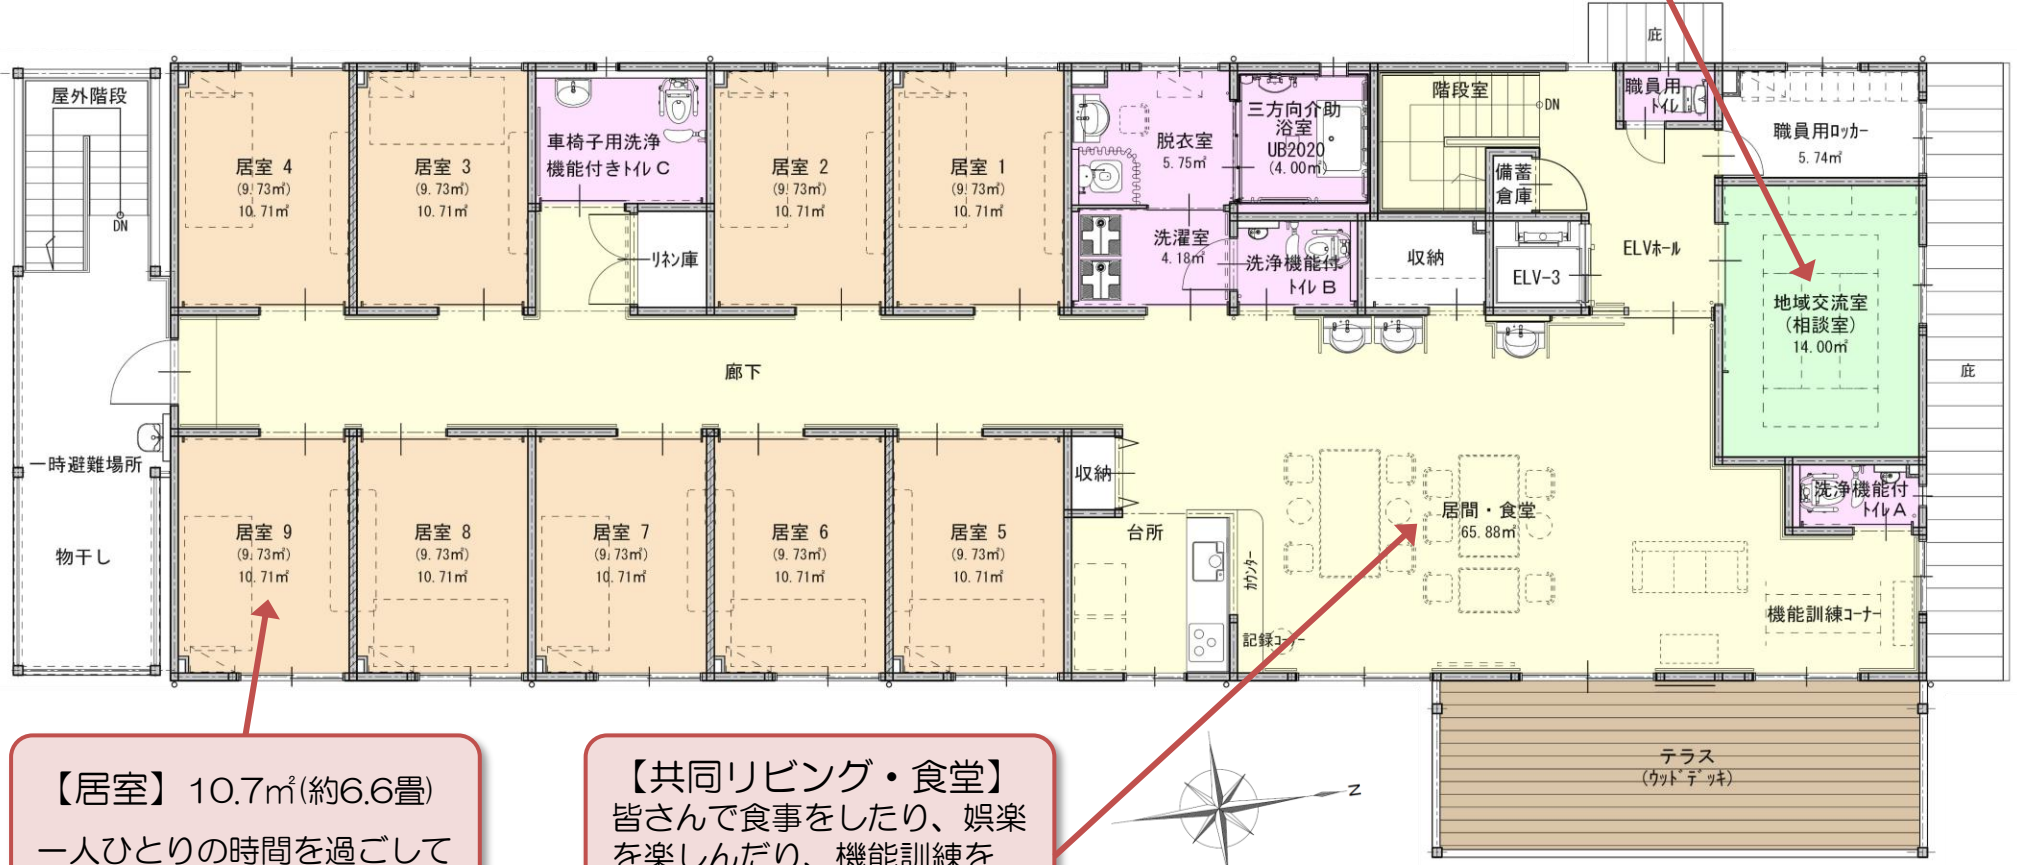 庇
屋外階段
DN
居室 4
(9.73㎡)
10.71㎡
居室 3
(9.73㎡)
10.71㎡
車椅子用洗浄
機能付きトイレ C
リネン庫
居室 2
(9.73㎡)
10.71㎡
居室 1
(9.73㎡)
10.71㎡
脱衣室
5.75㎡
三方向介助
浴室
UB2020
(4.00㎡)
洗濯室
4.18㎡
洗浄機能付
トイレ B
階段室
DN
備蓄
倉庫
収納
ELV-3
ELVホール
職員用
トイレ
職員用ロッカー
5.74㎡
地域交流室
(相談室)
14.00㎡
庇
廊下
一時避難場所
物干し
居室 9
(9.73㎡)
10.71㎡
居室 8
(9.73㎡)
10.71㎡
居室 7
(9.73㎡)
10.71㎡
居室 6
(9.73㎡)
10.71㎡
居室 5
(9.73㎡)
10.71㎡
収納
台所
カウンター
記録コーナー
居間・食堂
65.88㎡
洗浄機能付
トイレ A
機能訓練コーナー
テラス
(ウッドデッキ)
N
【居室】10.7㎡(約6.6畳)
一人ひとりの時間を過ごして
【共同リビング・食堂】
皆さんで食事をしたり、娯楽
を楽しんだり、機能訓練を